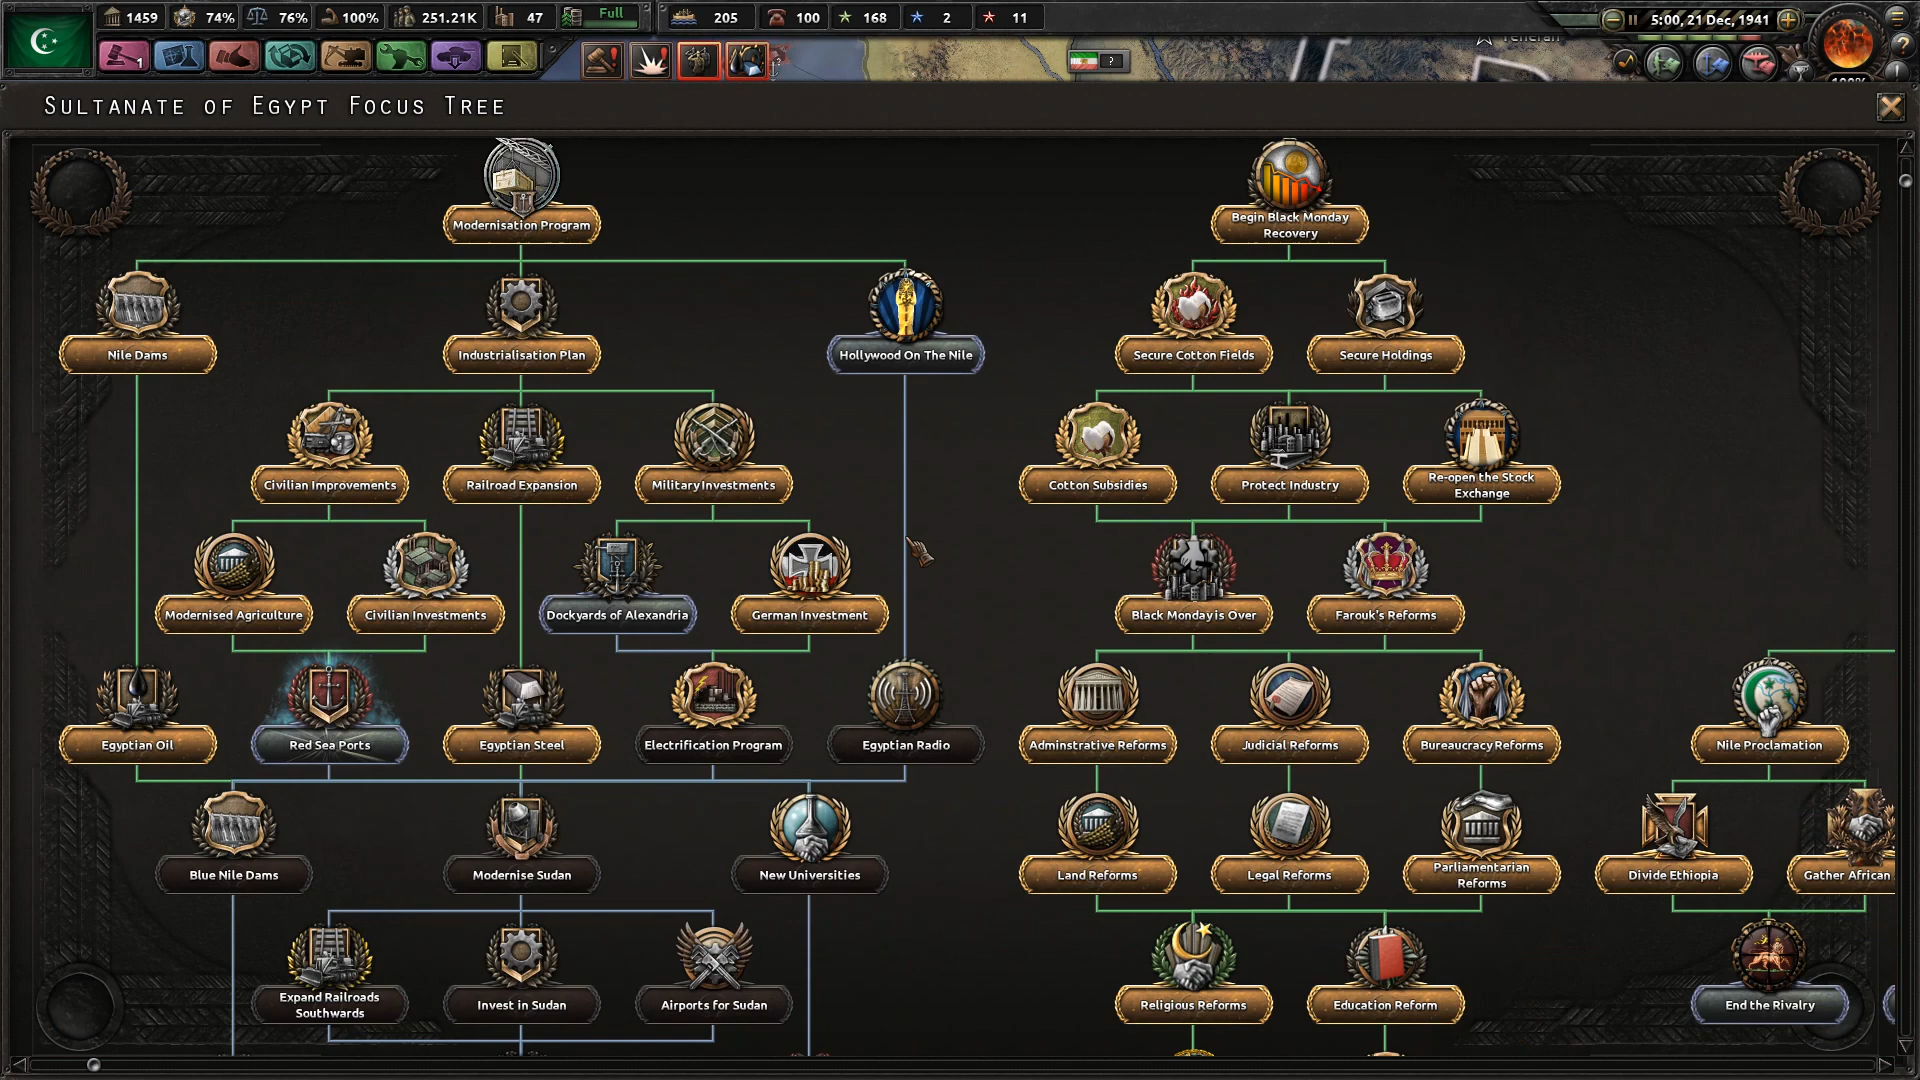 1459
74%
76%
100%
251.21K
47
Full
205
100
168
2
11
5:00, 21 Dec, 1941
1
?
?
Sultanate of Egypt Focus Tree
Modernisation Program
Begin Black Monday
Recovery
Nile Dams
Industrialisation Plan
Hollywood On The Nile
Secure Cotton Fields
Secure Holdings
Civilian Improvements
Railroad Expansion
Military Investments
Cotton Subsidies
Protect Industry
Re-open the Stock
Exchange
Modernised Agriculture
Civilian Investments
Dockyards of Alexandria
German Investment
Black Monday is Over
Farouk's Reforms
Egyptian Oil
Red Sea Ports
Egyptian Steel
Electrification Program
Egyptian Radio
Adminstrative Reforms
Judicial Reforms
Bureaucracy Reforms
Nile Proclamation
Blue Nile Dams
Modernise Sudan
New Universities
Land Reforms
Legal Reforms
Parliamentarian
Reforms
Divide Ethiopia
Gather African
Expand Railroads
Southwards
Invest in Sudan
Airports for Sudan
Religious Reforms
Education Reform
End the Rivalry